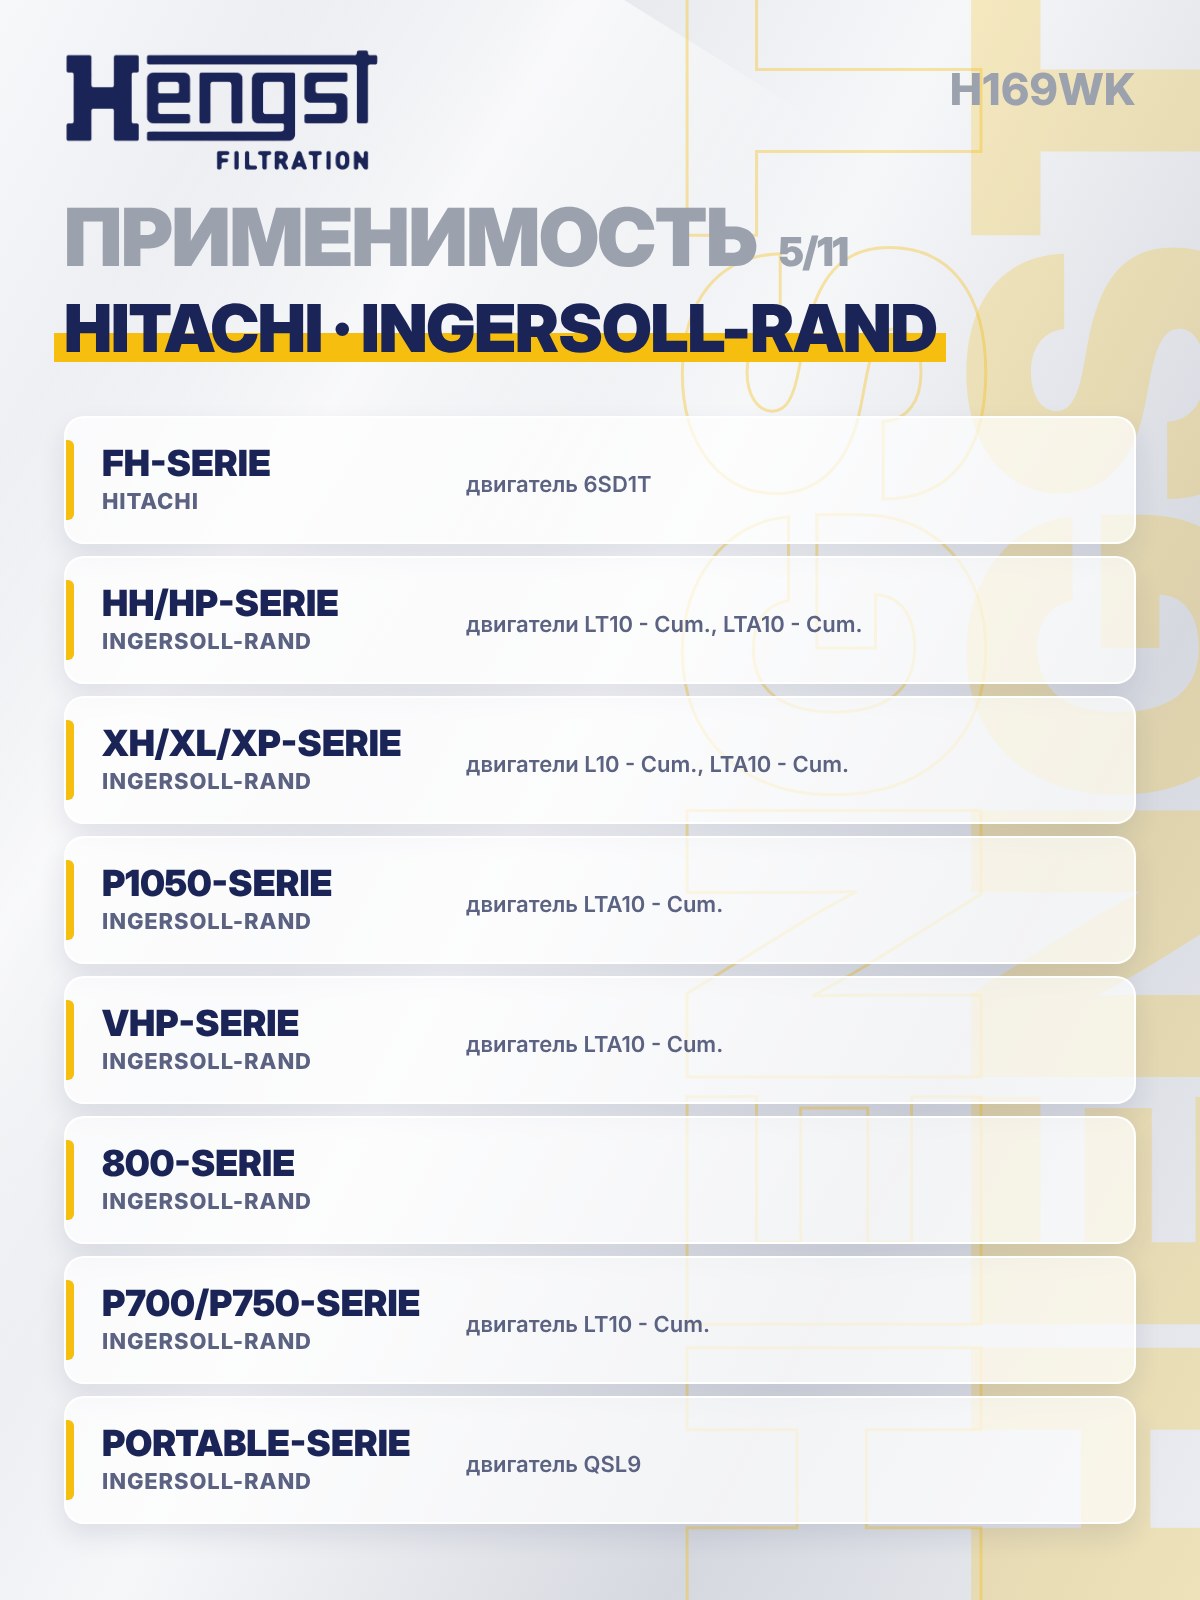 Hengst
FILTRATION
H169WK
ПРИМЕНИМОСТЬ 5/11
HITACHI · INGERSOLL-RAND
FH-SERIE
HITACHI
двигатель 6SD1T
HH/HP-SERIE
INGERSOLL-RAND
двигатели LT10 - Cum., LTA10 - Cum.
XH/XL/XP-SERIE
INGERSOLL-RAND
двигатели L10 - Cum., LTA10 - Cum.
P1050-SERIE
INGERSOLL-RAND
двигатель LTA10 - Cum.
VHP-SERIE
INGERSOLL-RAND
двигатель LTA10 - Cum.
800-SERIE
INGERSOLL-RAND
P700/P750-SERIE
INGERSOLL-RAND
двигатель LT10 - Cum.
PORTABLE-SERIE
INGERSOLL-RAND
двигатель QSL9
HENGST
HENGST